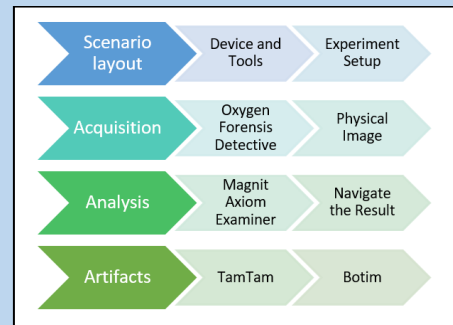 Scenario
layout
Device and
Tools
Experiment
Setup
Acquisition
Oxygen
Forensis
Detective
Physical
Image
Analysis
Magnit
Axiom
Examiner
Navigate
the Result
Artifacts
TamTam
Botim